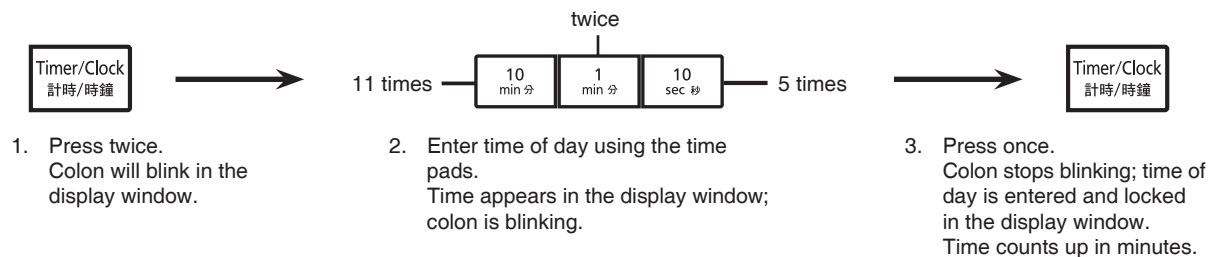 twice
Timer/Clock
計時/時鐘
11 times
10
min 分
1
min 分
10
sec 秒
5 times
Timer/Clock
計時/時鐘
1. Press twice.
Colon will blink in the
display window.
2. Enter time of day using the time
pads.
Time appears in the display window;
colon is blinking.
3. Press once.
Colon stops blinking; time of
day is entered and locked
in the display window.
Time counts up in minutes.